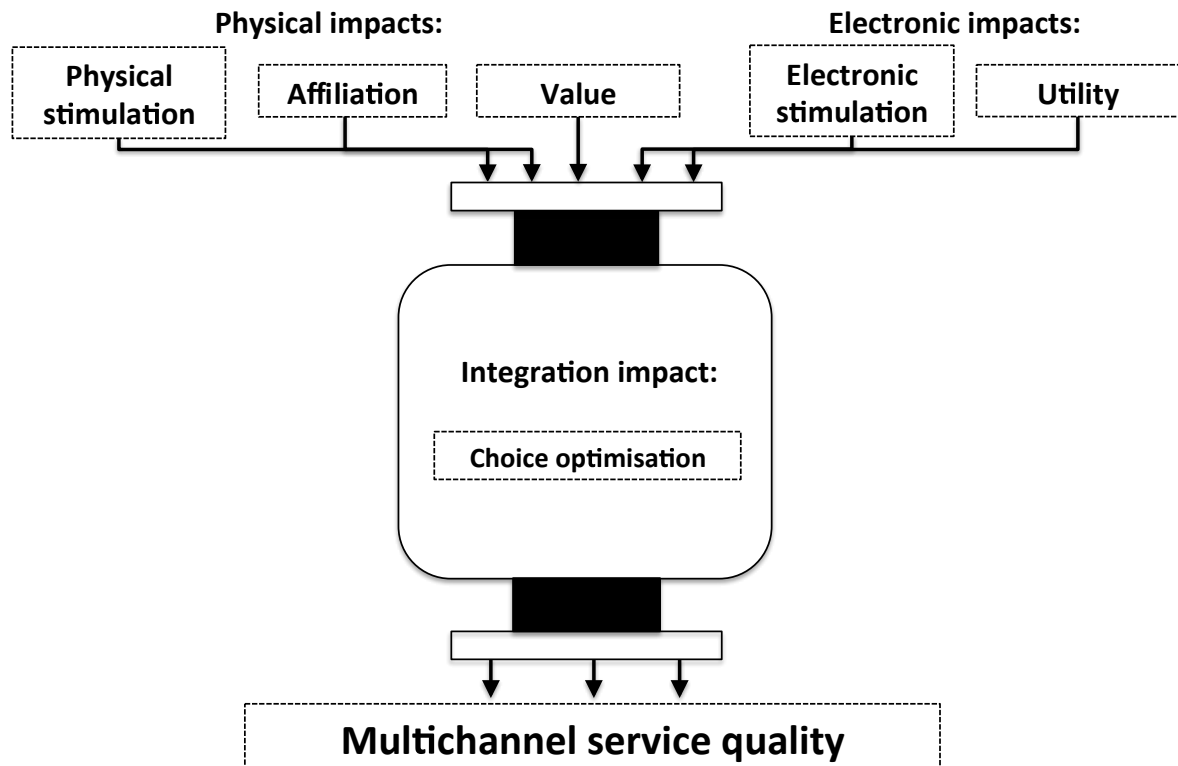 Physical impacts:
Electronic impacts:
Physical
stimulation
Affiliation
Value
Electronic
stimulation
Utility
Integration impact:
Choice optimisation
Multichannel service quality